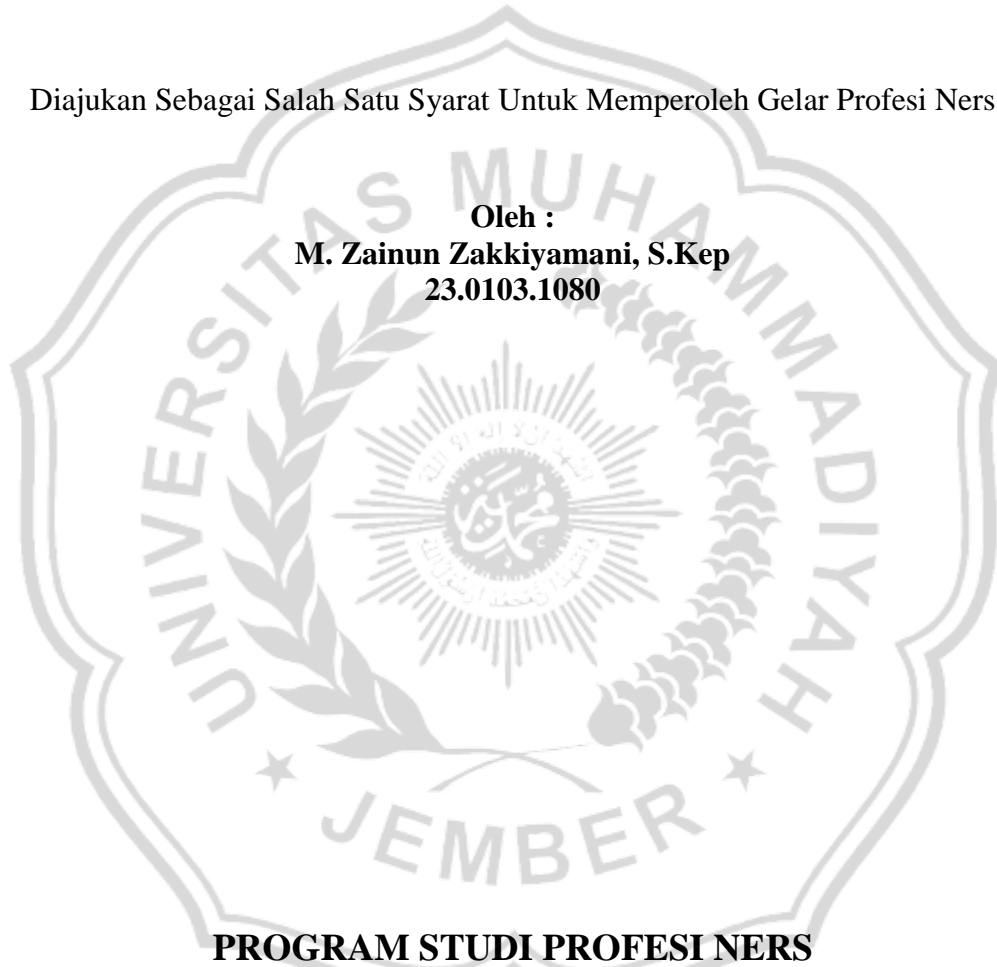 Diajukan Sebagai Salah Satu Syarat Untuk Memperoleh Gelar Profesi Ners
Oleh :
M. Zainun Zakkiyamani, S.Kep
23.0103.1080
UNIVERSITAS MUHAMMADIYAH
JEMBER
PROGRAM STUDI PROFESI NERS